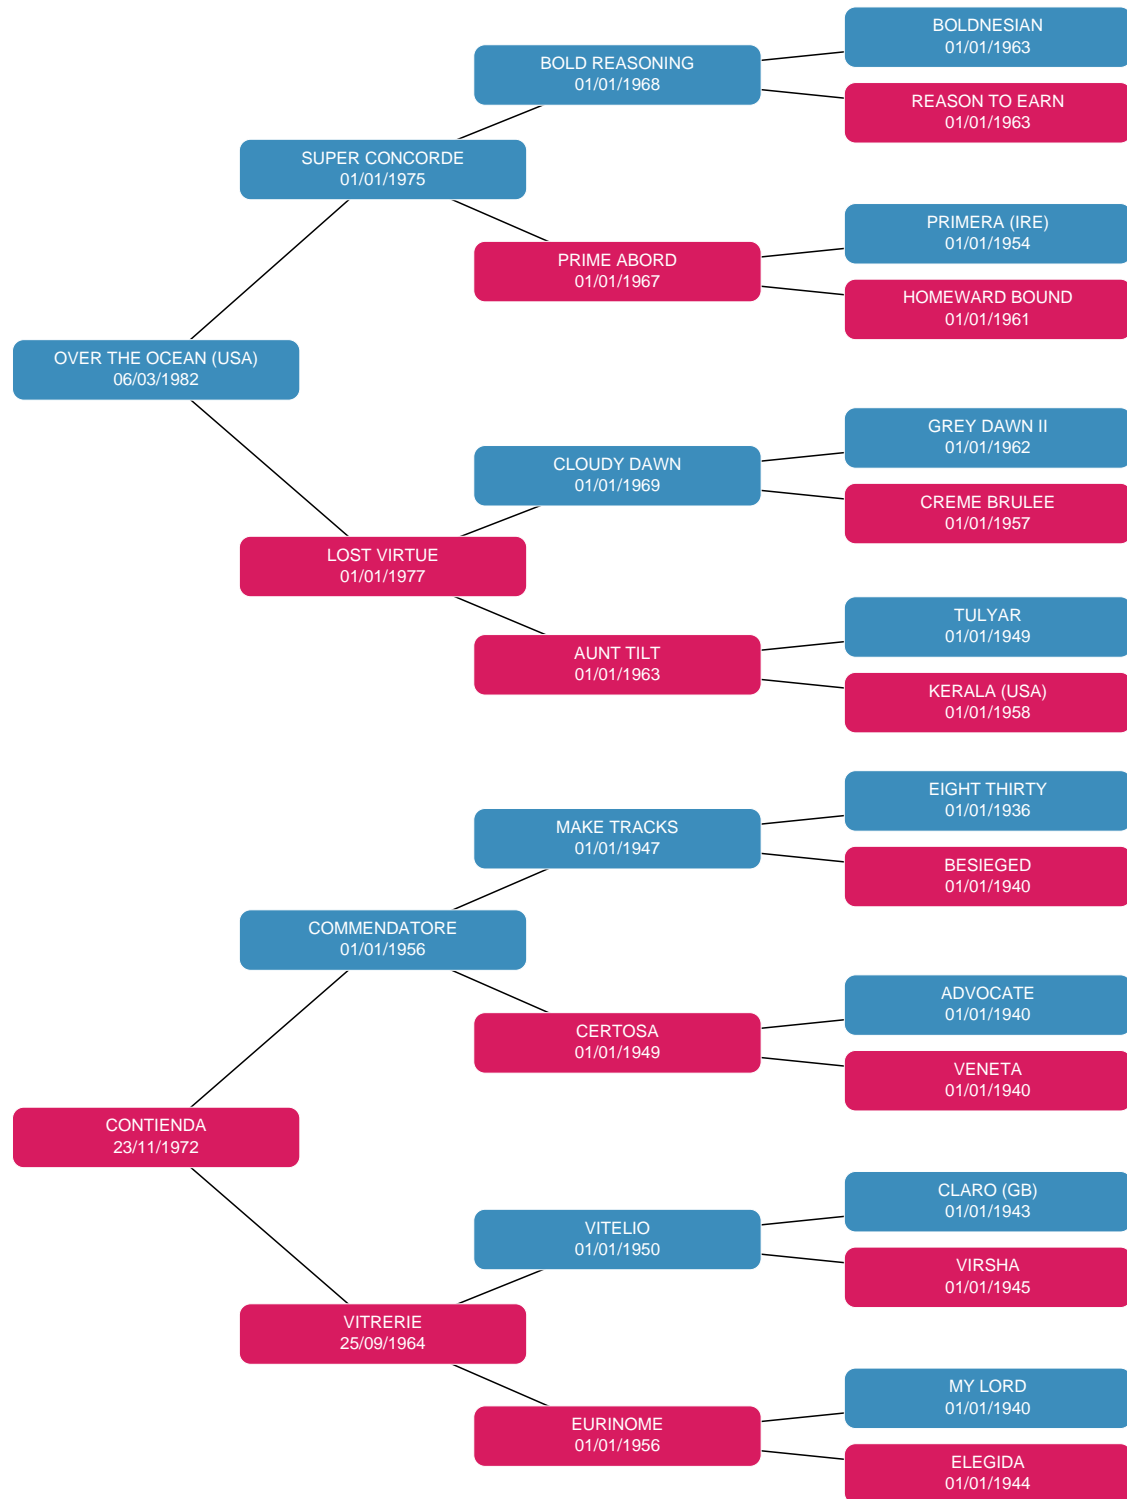 BOLDNESIAN
01/01/1963
BOLD REASONING
01/01/1968
REASON TO EARN
01/01/1963
SUPER CONCORDE
01/01/1975
PRIMERA (IRE)
01/01/1954
PRIME ABORD
01/01/1967
HOMEWARD BOUND
01/01/1961
OVER THE OCEAN (USA)
06/03/1982
GREY DAWN II
01/01/1962
CLOUDY DAWN
01/01/1969
CREME BRULEE
01/01/1957
LOST VIRTUE
01/01/1977
TULYAR
01/01/1949
AUNT TILT
01/01/1963
KERALA (USA)
01/01/1958
EIGHT THIRTY
01/01/1936
MAKE TRACKS
01/01/1947
BESIEGED
01/01/1940
COMMENDATORE
01/01/1956
ADVOCATE
01/01/1940
CERTOSA
01/01/1949
VENETA
01/01/1940
CONTIENDA
23/11/1972
CLARO (GB)
01/01/1943
VITELIO
01/01/1950
VIRSHA
01/01/1945
VITRERIE
25/09/1964
MY LORD
01/01/1940
EURINOME
01/01/1956
ELEGIDA
01/01/1944